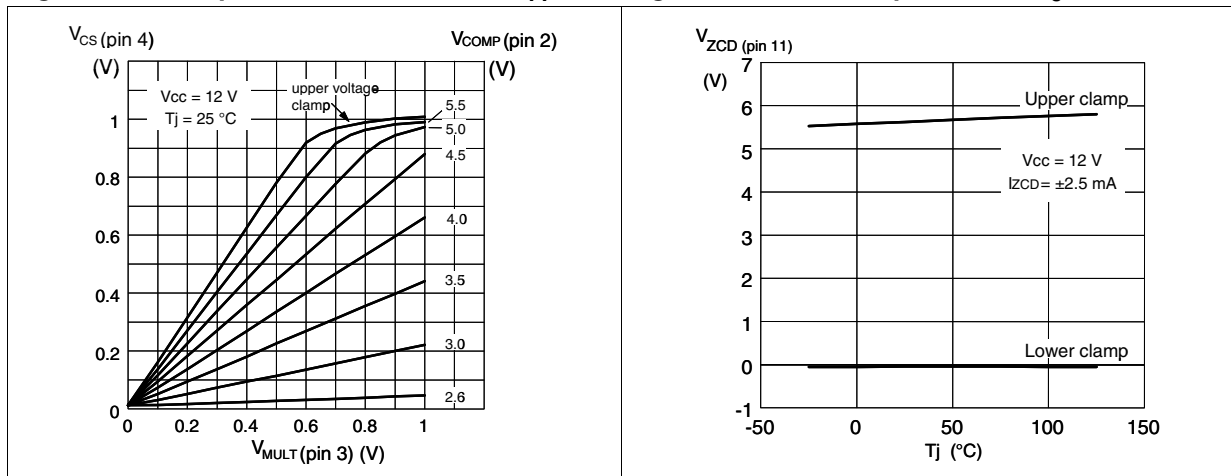 VCS (pin 4)
VCOMP (pin 2)
(V)
(V)
Vcc = 12 V
Tj = 25 °C
upper voltage
clamp
5.5
5.0
4.5
4.0
3.5
3.0
2.6
1
0.8
0.6
0.4
0.2
0
0 0.2 0.4 0.6 0.8 1
VMULT (pin 3) (V)
VZCD (pin 11)
(V)
7
6
5
4
3
2
1
0
-1
Upper clamp
Vcc = 12 V
IZCD = ±2.5 mA
Lower clamp
-50 0 50 100 150
Tj (°C)